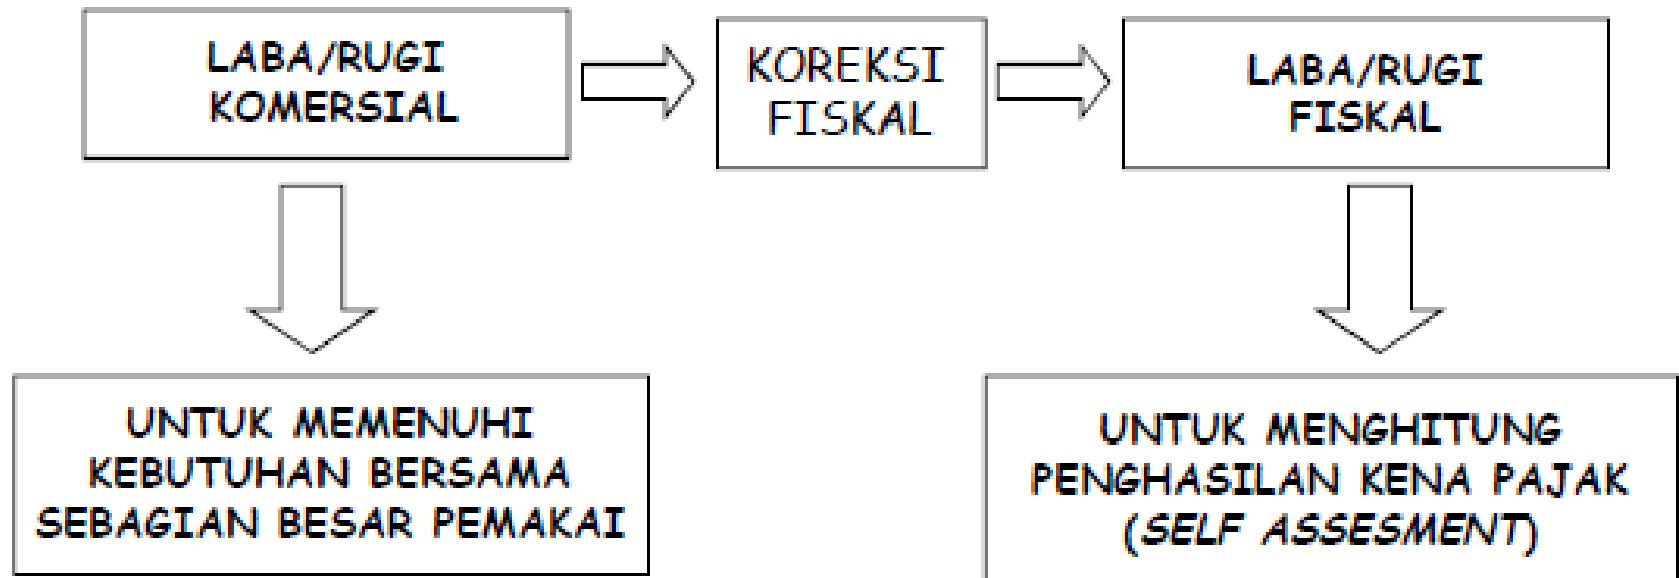 LABA/RUGI
KOMERSIAL
KOREKSI
FISKAL
LABA/RUGI
FISKAL
UNTUK MEMENUHI
KEBUTUHAN BERSAMA
SEBAGIAN BESAR PEMAKAI
UNTUK MENGHITUNG
PENGHASILAN KENA PAJAK
(SELF ASSESMENT)